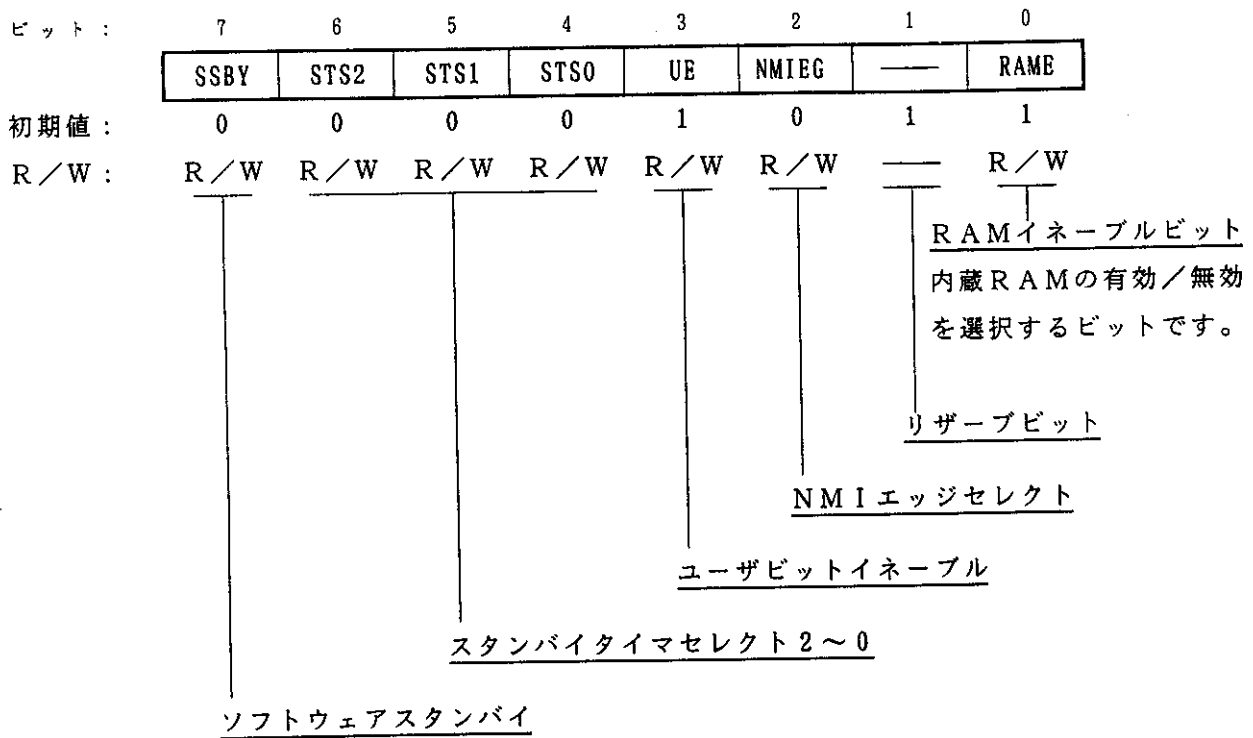 ビット： 7 6 5 4 3 2 1 0
SSBY STS2 STS1 STS0 UE NMIEG ― RAME
初期値： 0 0 0 0 1 0 1 1
R／W： R／W R／W R／W R／W R／W R／W ― R／W
RAMイネーブルビット
内蔵RAMの有効／無効
を選択するビットです。
リザーブビット
NMIエッジセレクト
ユーザビットイネーブル
スタンバイタイマセレクト2～0
ソフトウェアスタンバイ